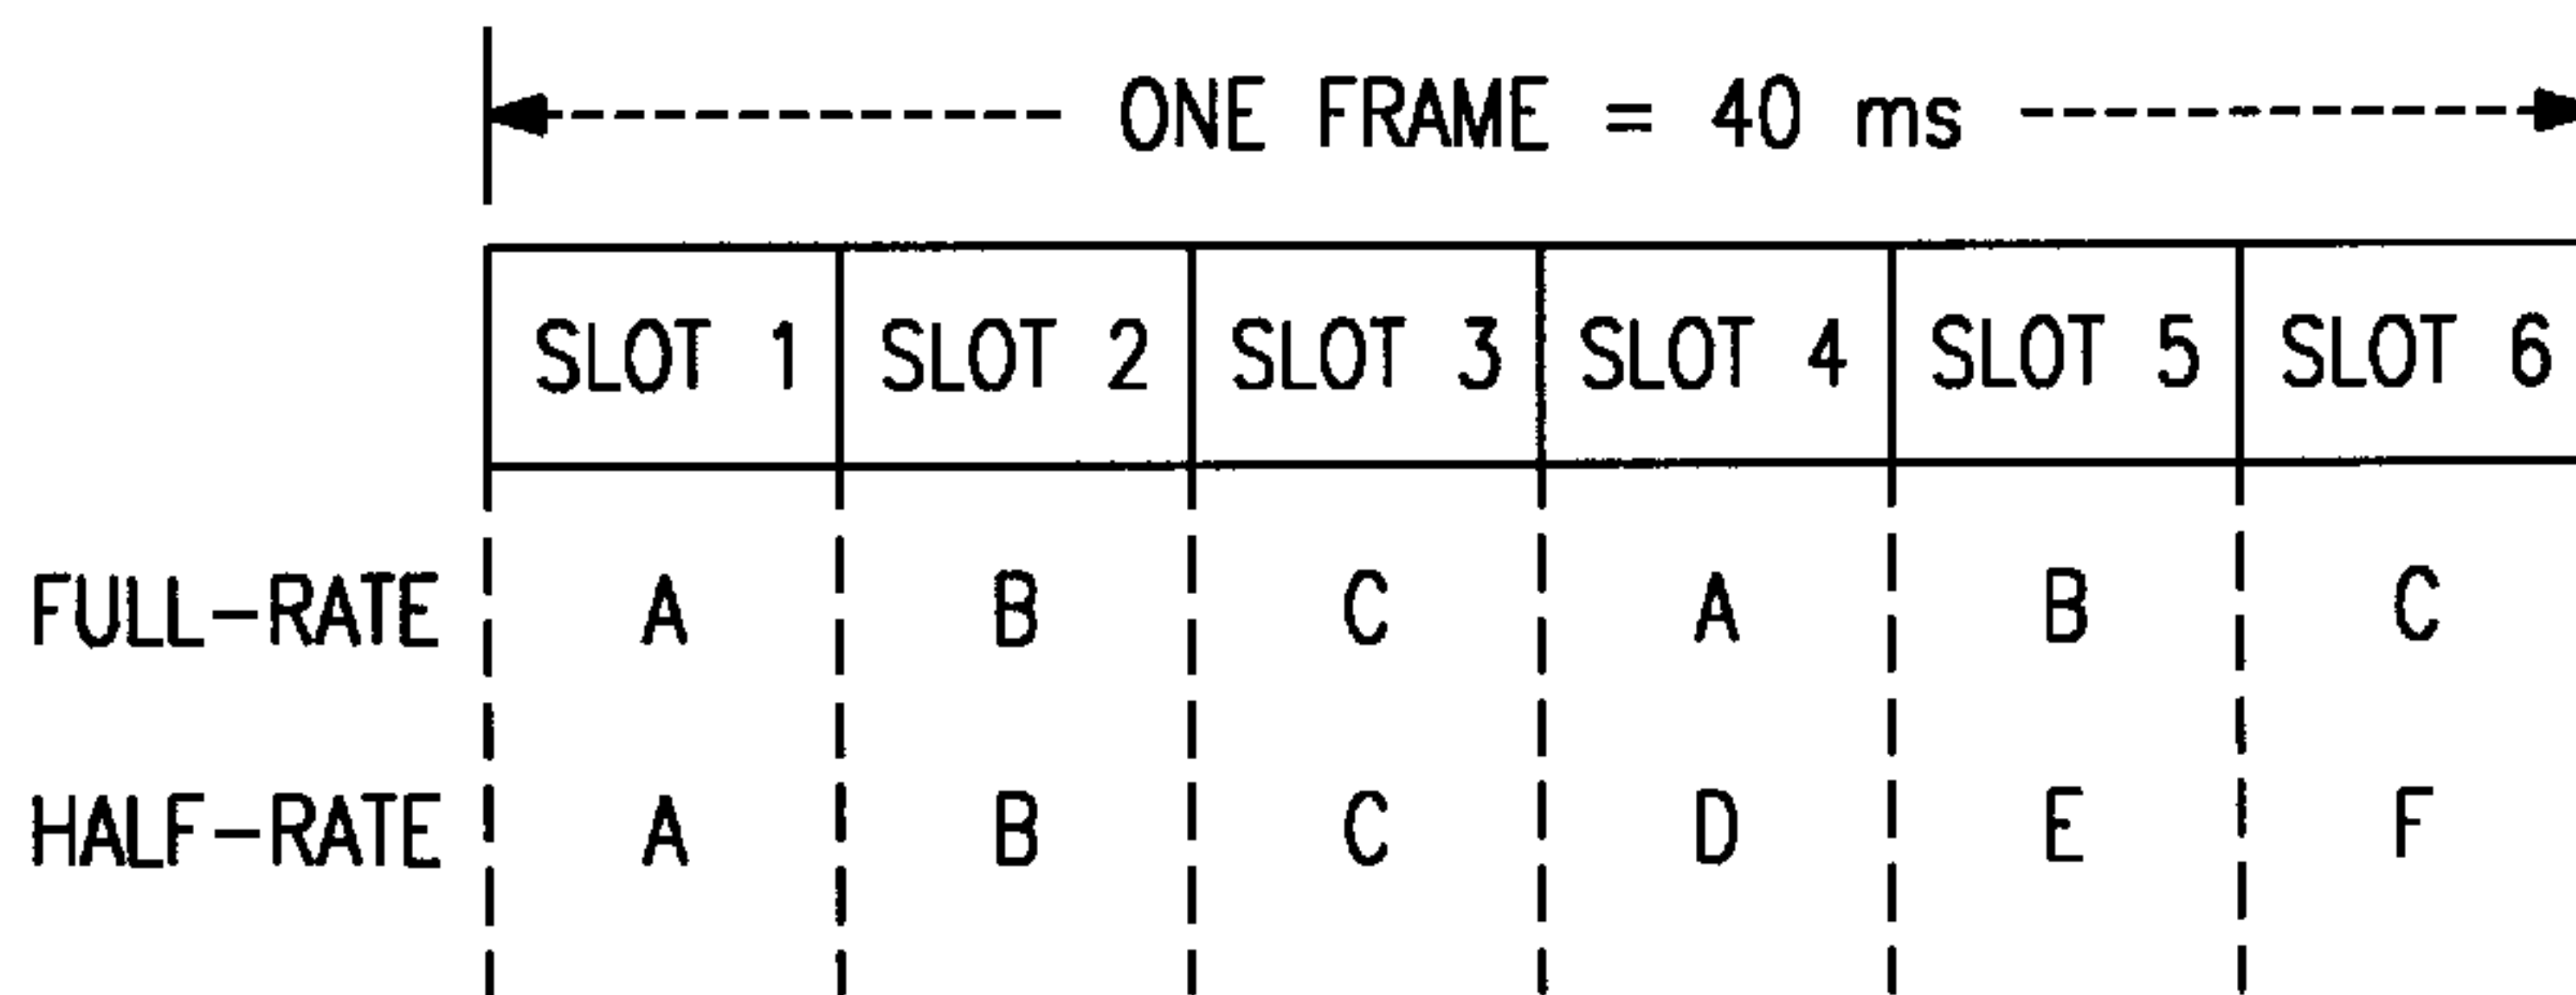 ONE FRAME = 40 ms
SLOT 1 SLOT 2 SLOT 3 SLOT 4 SLOT 5 SLOT 6
FULL-RATE A B C A B C
HALF-RATE A B C D E F